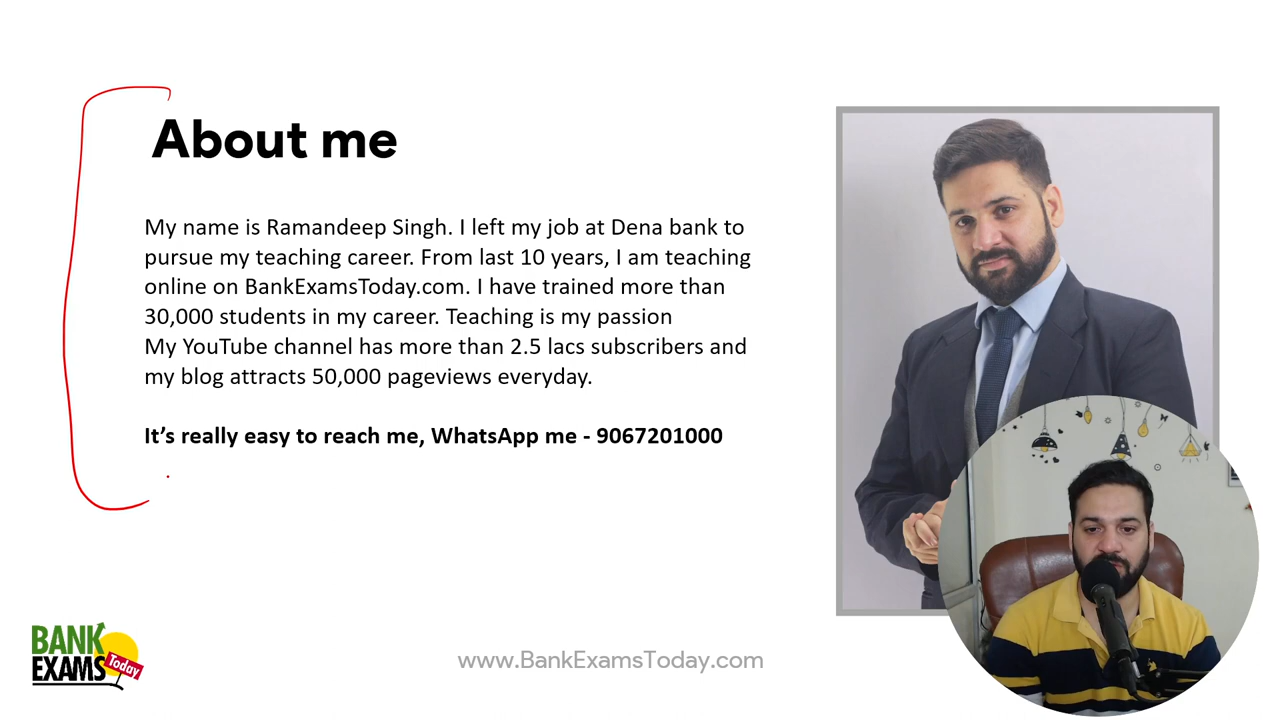 About me
My name is Ramandeep Singh. I left my job at Dena bank to
pursue my teaching career. From last 10 years, I am teaching
online on BankExamsToday.com. I have trained more than
30,000 students in my career. Teaching is my passion
My YouTube channel has more than 2.5 lacs subscribers and
my blog attracts 50,000 pageviews everyday.
It’s really easy to reach me, WhatsApp me - 9067201000
BANK
EXAMS
Today
www.BankExamsToday.com